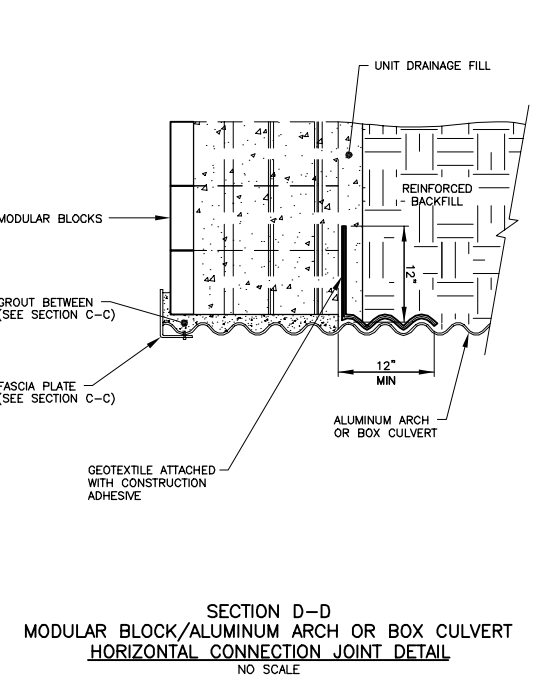 UNIT DRAINAGE FILL
REINFORCED
BACKFILL
MODULAR BLOCKS
12"
GROUT BETWEEN
(SEE SECTION C-C)
12"
MIN
FASCIA PLATE
(SEE SECTION C-C)
ALUMINUM ARCH
OR BOX CULVERT
GEOTEXTILE ATTACHED
WITH CONSTRUCTION
ADHESIVE
SECTION D-D
MODULAR BLOCK/ALUMINUM ARCH OR BOX CULVERT
HORIZONTAL CONNECTION JOINT DETAIL
NO SCALE